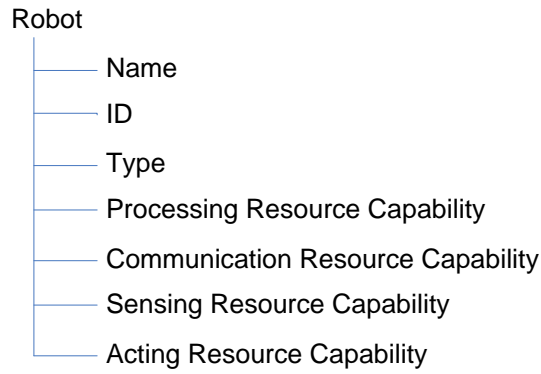 Robot
Name
ID
Type
Processing Resource Capability
Communication Resource Capability
Sensing Resource Capability
Acting Resource Capability